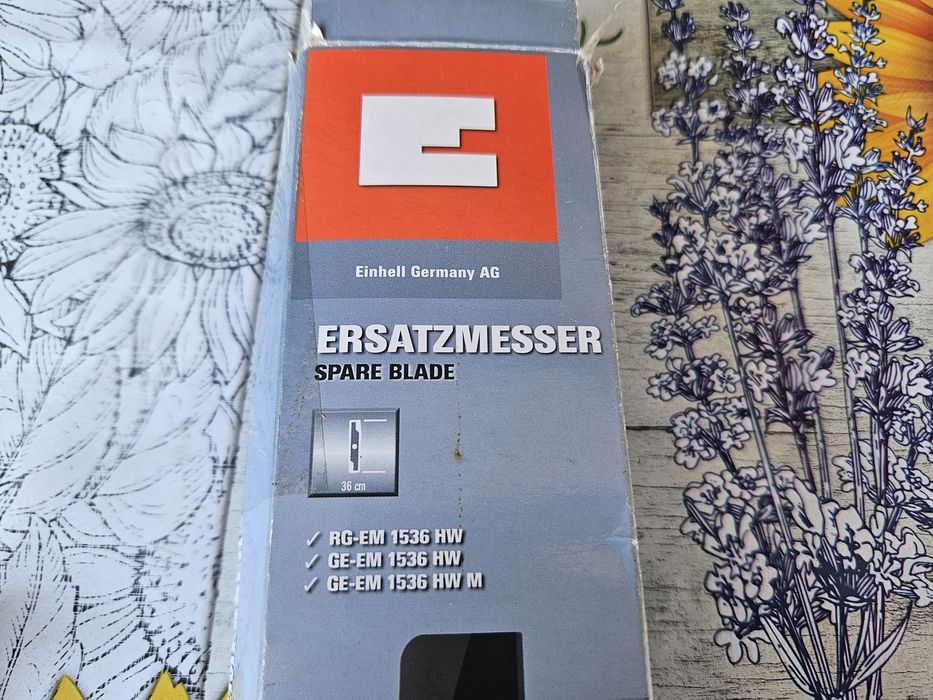 Einhell Germany AG
ERSATZMESSER
SPARE BLADE
36 cm
✓ RG-EM 1536 HW
✓ GE-EM 1536 HW
✓ GE-EM 1536 HW M